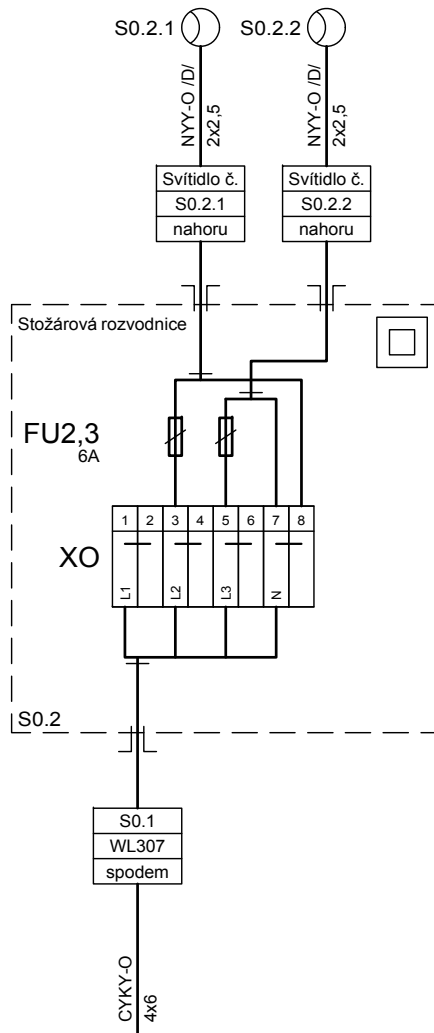 S0.2.1
S0.2.2
NYY-O /D/
2x2,5
NYY-O /D/
2x2,5
Svítidlo č.
S0.2.1
nahoru
Svítidlo č.
S0.2.2
nahoru
Stožárová rozvodnice
FU2,3
6A
1 2 3 4 5 6 7 8
XO
L1 L2 L3 N
S0.2
S0.1
WL307
spodem
CYKY-O
4x6